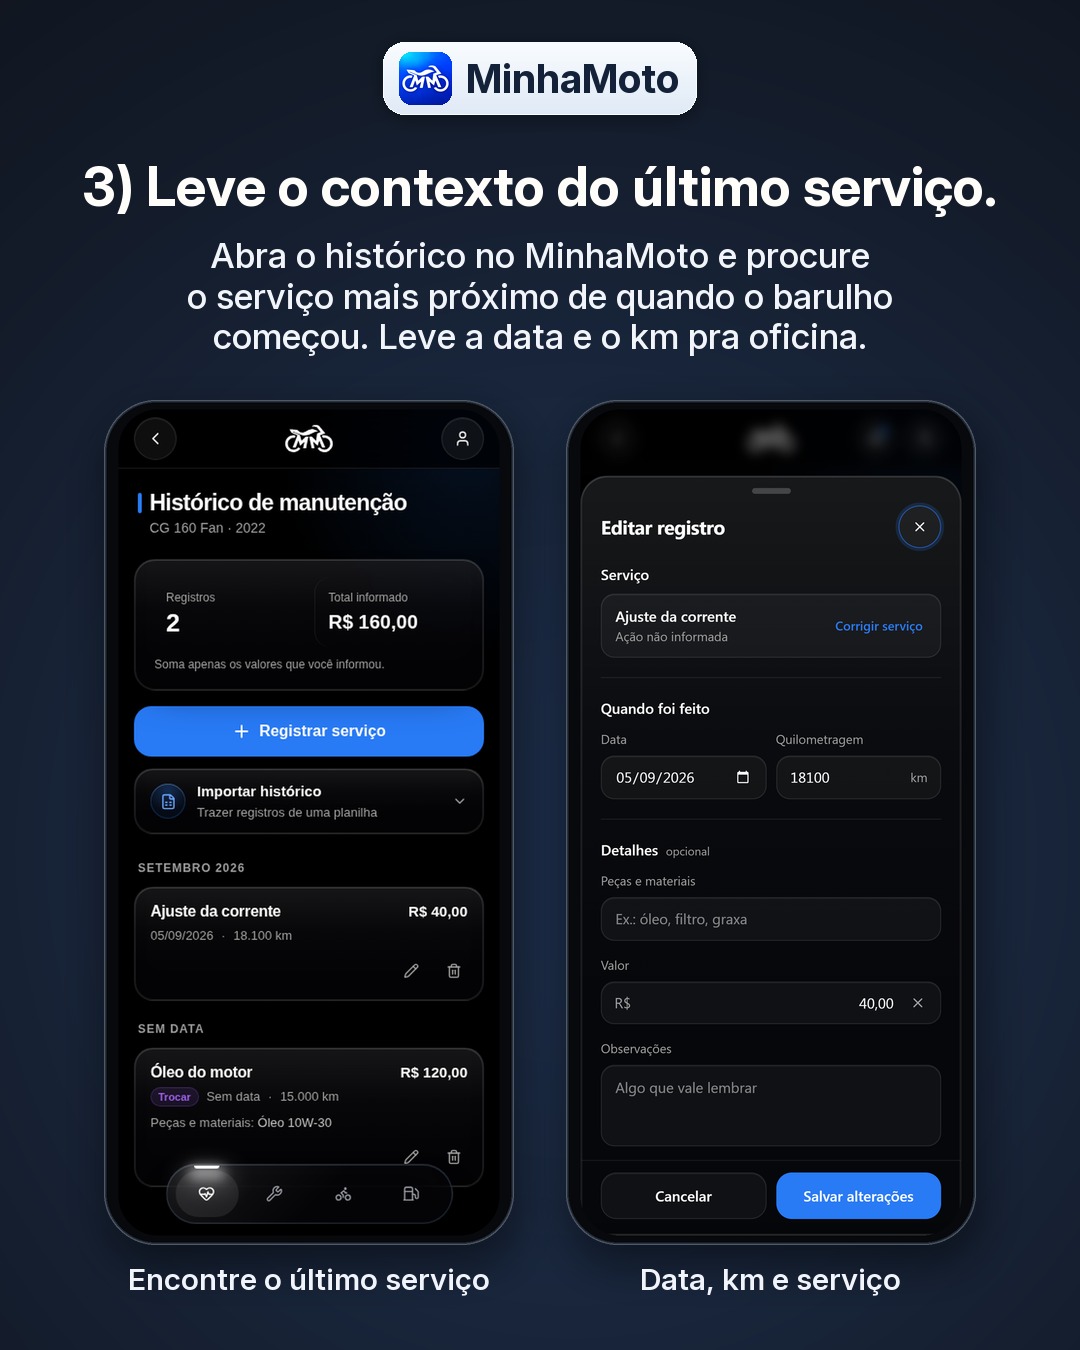 MM
MinhaMoto
3) Leve o contexto do último serviço.
Abra o histórico no MinhaMoto e procure
o serviço mais próximo de quando o barulho
começou. Leve a data e o km pra oficina.
MM
Histórico de manutenção
CG 160 Fan · 2022
Registros
2
Total informado
R$ 160,00
Soma apenas os valores que você informou.
+ Registrar serviço
Importar histórico
Trazer registros de uma planilha
SETEMBRO 2026
Ajuste da corrente
R$ 40,00
05/09/2026 · 18.100 km
SEM DATA
Óleo do motor
R$ 120,00
Trocar Sem data · 15.000 km
Peças e materiais: Óleo 10W-30
Encontre o último serviço
Editar registro
Serviço
Ajuste da corrente
Ação não informada
Corrigir serviço
Quando foi feito
Data
Quilometragem
05/09/2026
18100 km
Detalhes opcional
Peças e materiais
Ex.: óleo, filtro, graxa
Valor
R$ 40,00
Observações
Algo que vale lembrar
Cancelar
Salvar alterações
Data, km e serviço